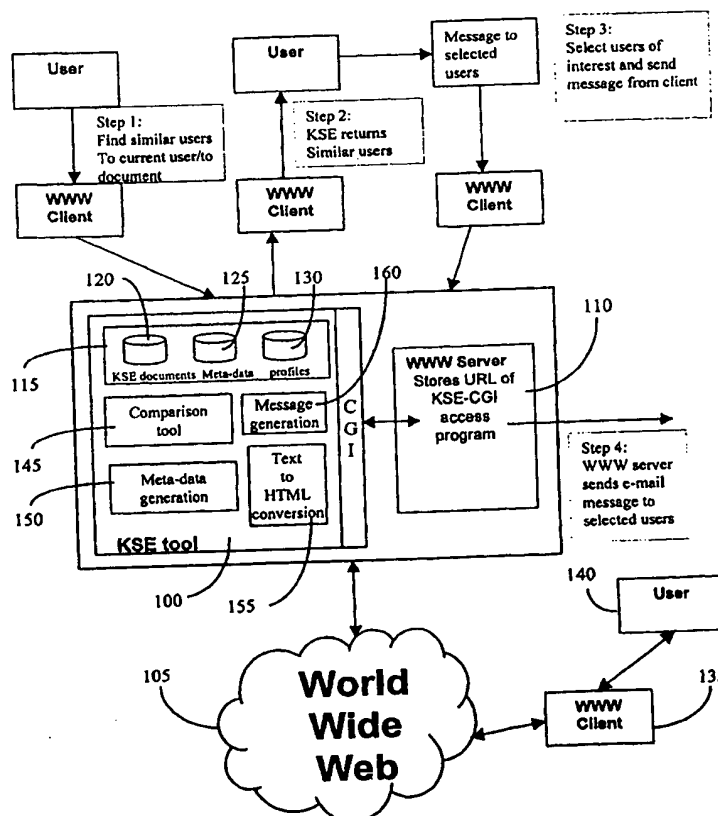 User
User
Message to
selected
users
Step 3:
Select users of
interest and send
message from client
Step 1:
Find similar users
To current user/to
document
Step 2:
KSE returns
Similar users
WWW
Client
WWW
Client
WWW
Client
120
125
130
160
110
115
KSE documents Meta-data profiles
Comparison
tool
Message
generation
145
150
Meta-data
generation
Text
to
HTML
conversion
KSE tool
C
G
I
WWW Server
Stores URL of
KSE-CGI
access
program
Step 4:
WWW server
sends e-mail
message to
selected users
100
155
140
User
105
World
Wide
Web
WWW
Client